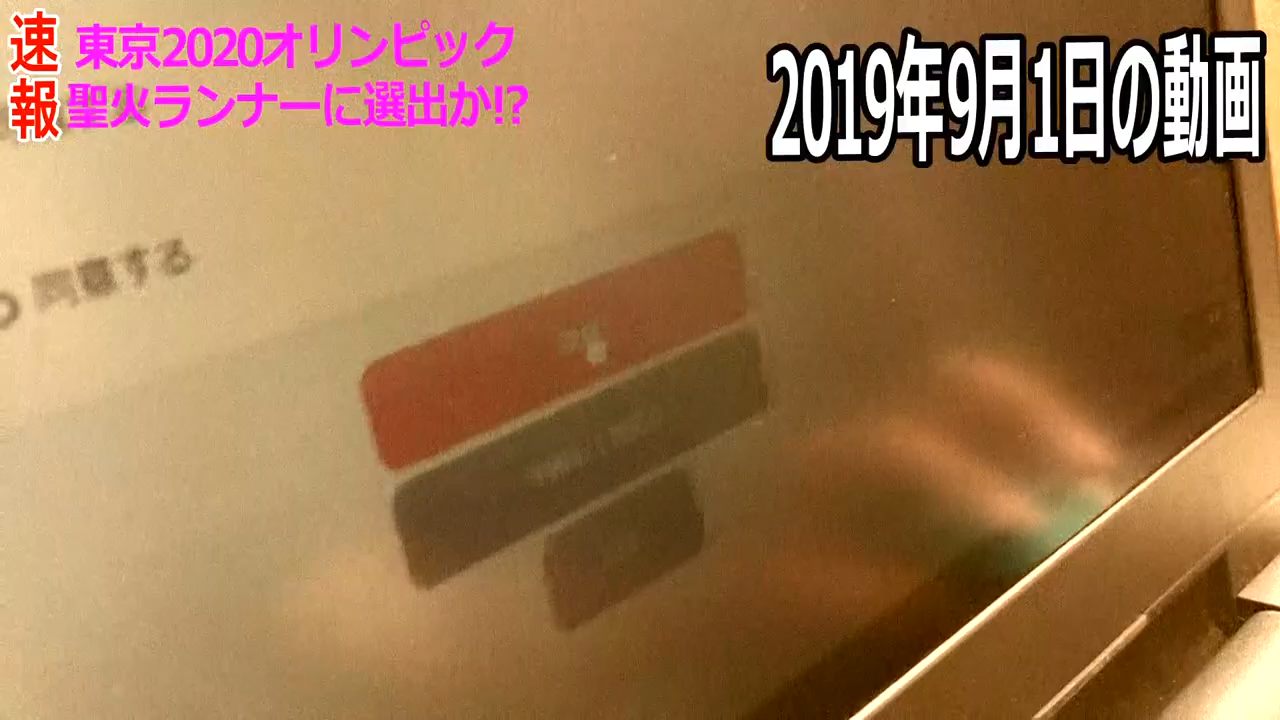 速報
東京2020オリンピック
聖火ランナーに選出か!?
2019年9月1日の動画
同意する